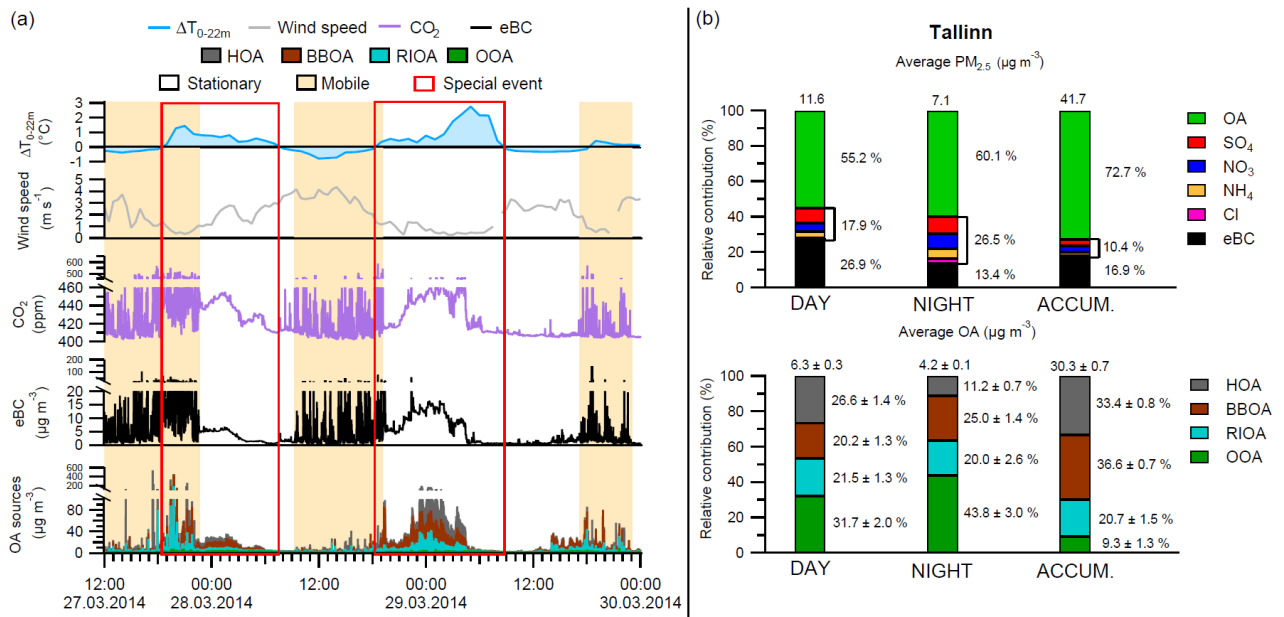 (a)
ΔT0-22m Wind speed CO2 eBC
HOA BBOA RIOA OOA
Stationary Mobile Special event
ΔT0-22m
(°C)
3
2
1
0
-1
Wind speed
(m s-1)
5
4
3
2
1
0
CO2
(ppm)
600
500
460
440
420
400
eBC
(µg m-3)
200
100
20
15
10
5
0
OA sources
(µg m-3)
600
400
200
80
40
0
12:00 00:00 12:00 00:00 12:00 00:00
27.03.2014 28.03.2014 29.03.2014 30.03.2014
(b)
Tallinn
Average PM2.5 (µg m-3)
11.6 7.1 41.7
Relative contribution (%)
100
80
60
40
20
0
55.2 %
17.9 %
26.9 %
60.1 %
26.5 %
13.4 %
72.7 %
10.4 %
16.9 %
OA
SO4
NO3
NH4
Cl
eBC
DAY NIGHT ACCUM.
Average OA (µg m-3)
6.3 ± 0.3 4.2 ± 0.1 30.3 ± 0.7
Relative contribution (%)
100
80
60
40
20
0
26.6 ± 1.4 %
20.2 ± 1.3 %
21.5 ± 1.3 %
31.7 ± 2.0 %
11.2 ± 0.7 %
25.0 ± 1.4 %
20.0 ± 2.6 %
43.8 ± 3.0 %
33.4 ± 0.8 %
36.6 ± 0.7 %
20.7 ± 1.5 %
9.3 ± 1.3 %
HOA
BBOA
RIOA
OOA
DAY NIGHT ACCUM.